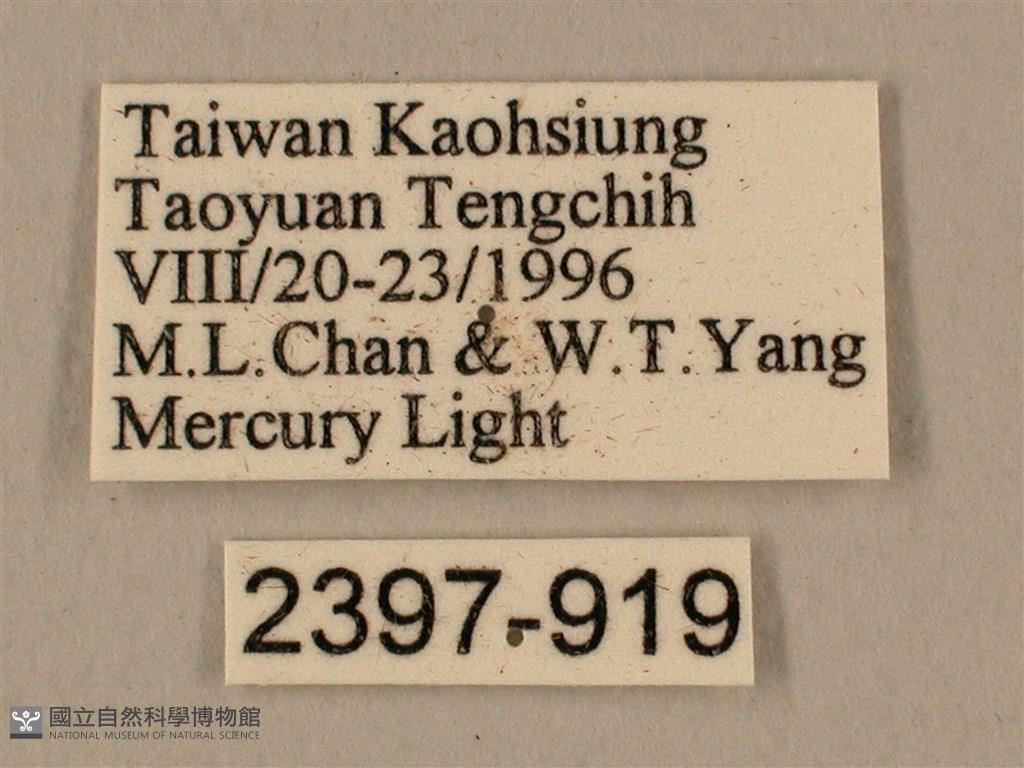 Taiwan Kaohsiung
Taoyuan Tengchih
VIII/20-23/1996
M.L.Chan & W.T.Yang
Mercury Light
2397-919
國立自然科學博物館
NATIONAL MUSEUM OF NATURAL SCIENCE